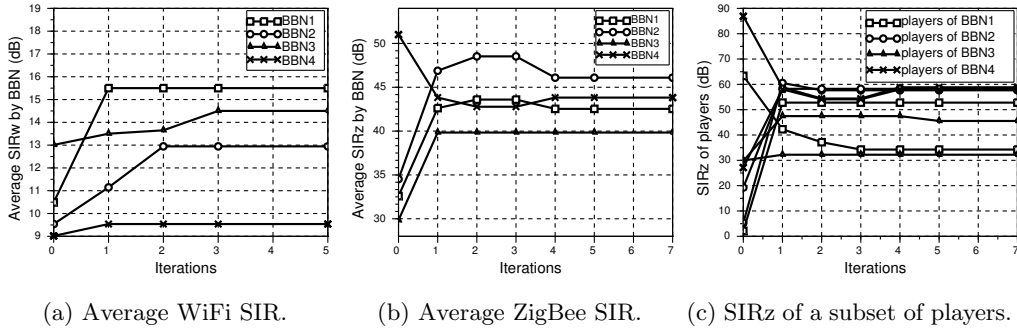 Average SIRw by BBN (dB)
19
18
17
16
15
14
13
12
11
10
9
0 1 2 3 4 5
Iterations
BBN1
BBN2
BBN3
BBN4
(a) Average WiFi SIR.
Average SIRz by BBN (dB)
50
40
30
0 1 2 3 4 5 6 7
Iterations
BBN1
BBN2
BBN3
BBN4
(b) Average ZigBee SIR.
SIRz of players
(dB)
90
80
70
60
50
40
30
20
10
0
0 1 2 3 4 5 6 7
Iterations
players of BBN1
players of BBN2
players of BBN3
players of BBN4
(c) SIRz of a subset of players.